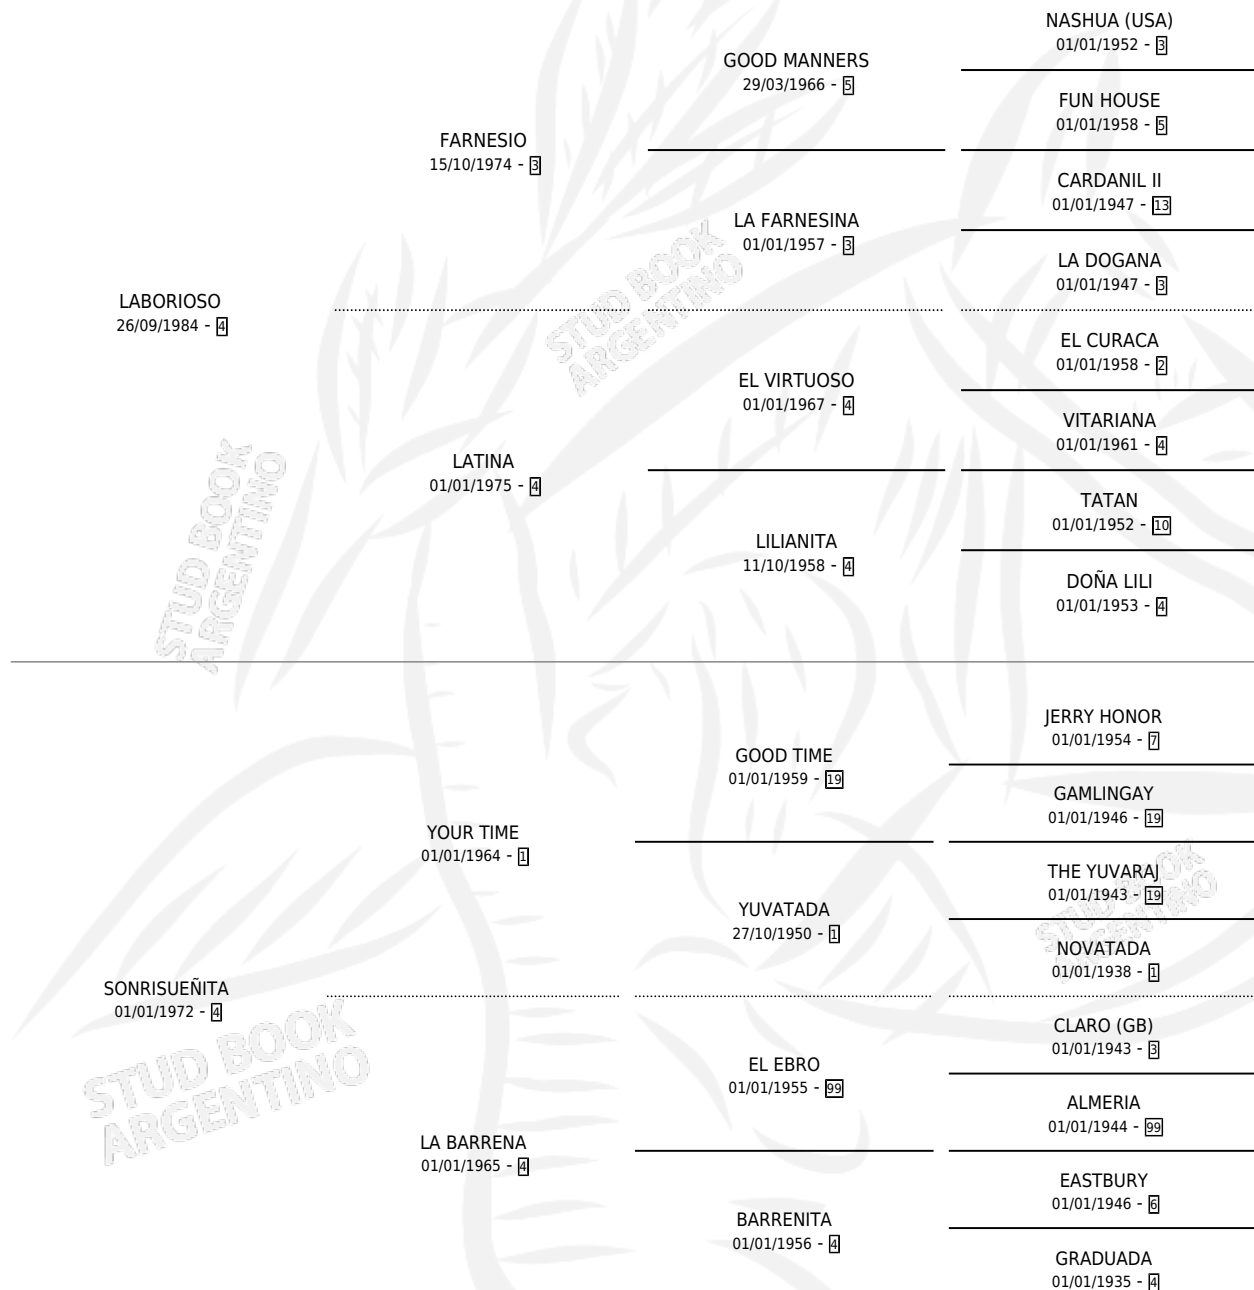 NASHUA (USA)
01/01/1952 - 3
GOOD MANNERS
29/03/1966 - 5
FUN HOUSE
01/01/1958 - 5
FARNESIO
15/10/1974 - 3
CARDANIL II
01/01/1947 - 13
LA FARNESINA
01/01/1957 - 3
LA DOGANA
01/01/1947 - 3
LABORIOSO
26/09/1984 - 4
EL CURACA
01/01/1958 - 2
EL VIRTUOSO
01/01/1967 - 4
VITARIANA
01/01/1961 - 4
LATINA
01/01/1975 - 4
TATAN
01/01/1952 - 10
LILIANITA
11/10/1958 - 4
DOÑA LILI
01/01/1953 - 4
JERRY HONOR
01/01/1954 - 7
GOOD TIME
01/01/1959 - 19
GAMLINGAY
01/01/1946 - 19
YOUR TIME
01/01/1964 - 1
THE YUVARAJ
01/01/1943 - 19
YUVATADA
27/10/1950 - 1
NOVATADA
01/01/1938 - 1
SONRISUEÑITA
01/01/1972 - 4
CLARO (GB)
01/01/1943 - 3
EL EBRO
01/01/1955 - 99
ALMERIA
01/01/1944 - 99
LA BARRENA
01/01/1965 - 4
EASTBURY
01/01/1946 - 6
BARRENITA
01/01/1956 - 4
GRADUADA
01/01/1935 - 4
STUD BOOK
ARGENTINO
STUD BOOK
ARGENTINO
STUD BOOK
ARGENTINO
STUD BOOK
ARGENTINO